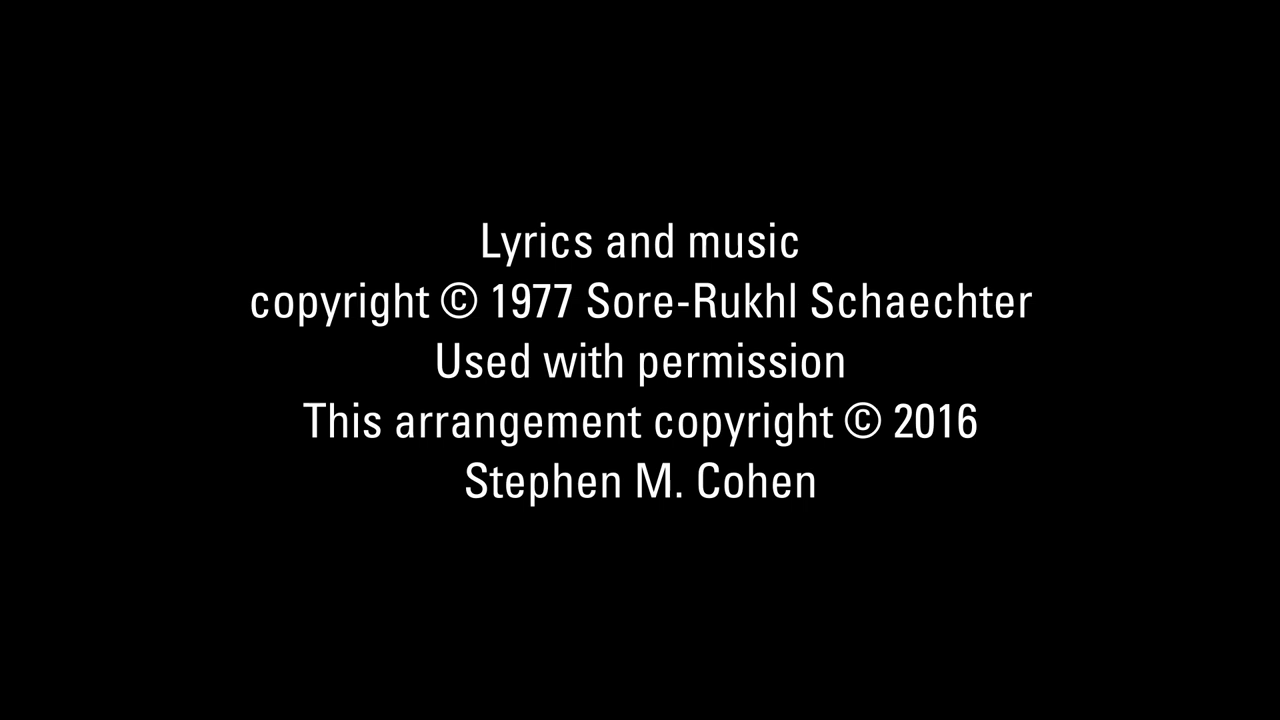 Lyrics and music
copyright © 1977 Sore-Rukhl Schaechter
Used with permission
This arrangement copyright © 2016
Stephen M. Cohen